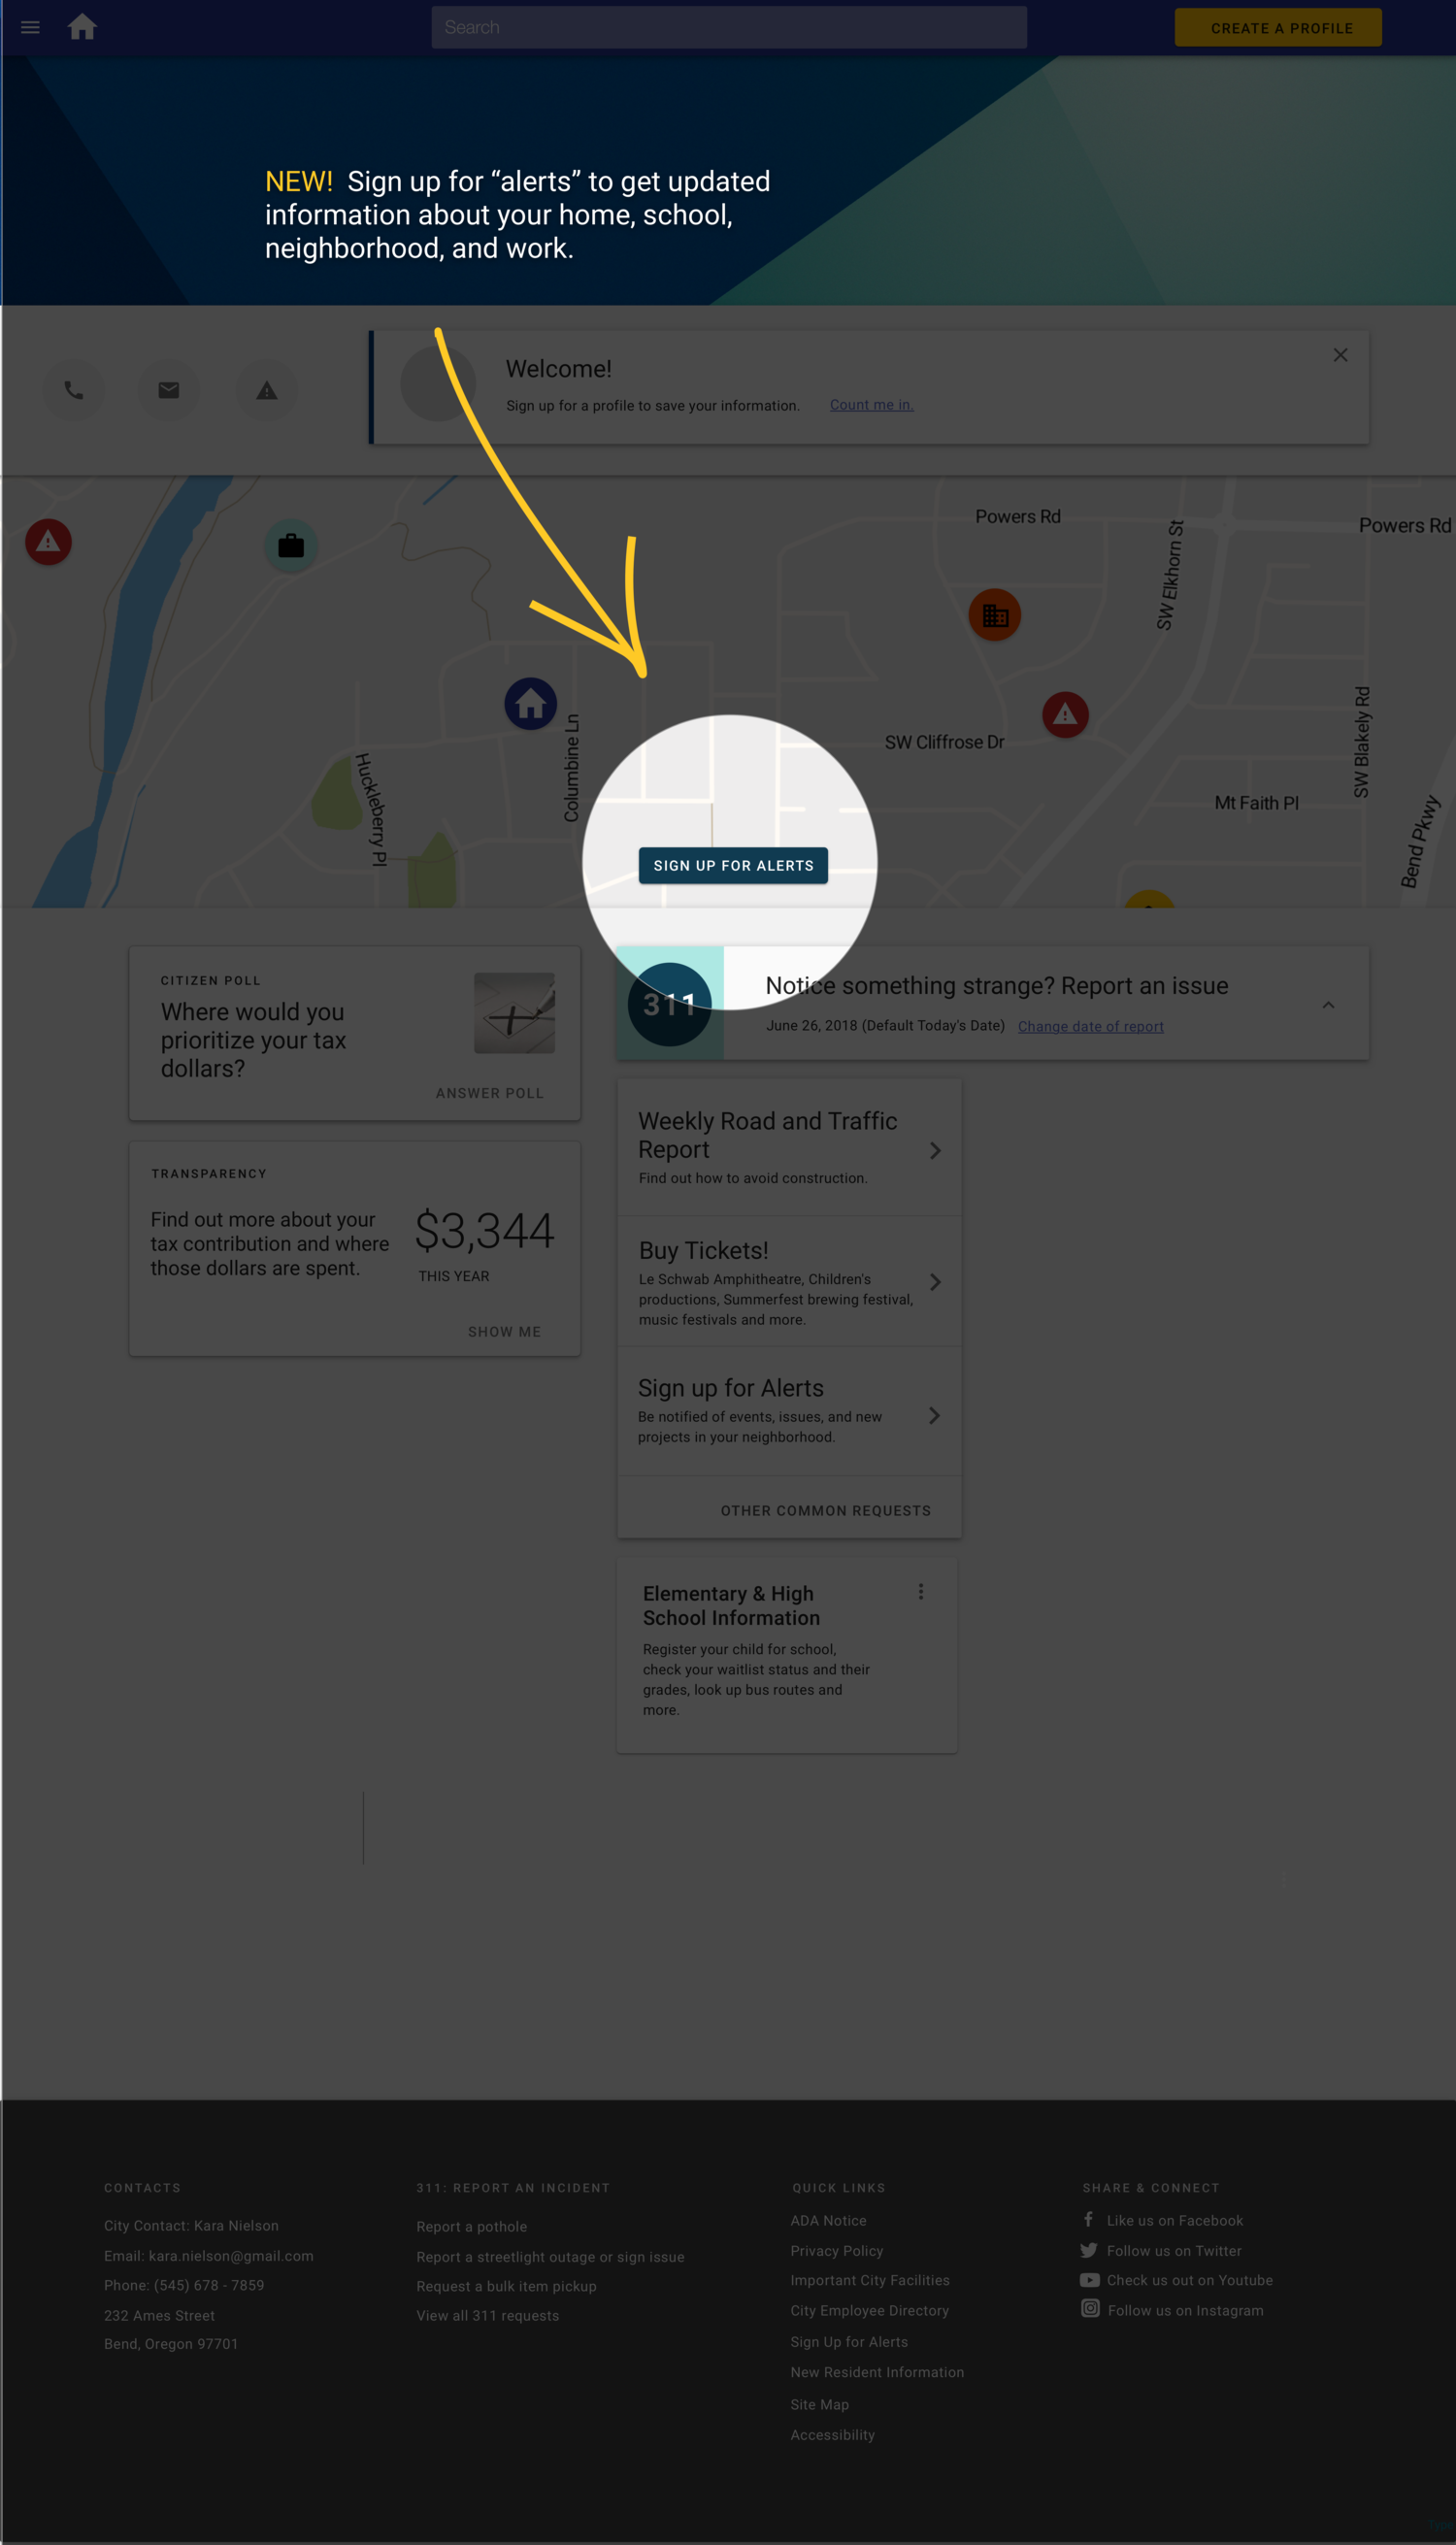 Search
CREATE A PROFILE
NEW! Sign up for “alerts” to get updated
information about your home, school,
neighborhood, and work.
Welcome!
Sign up for a profile to save your information. Count me in.
Powers Rd
Powers Rd
SW Elkhorn St
SW Cliffrose Dr
SW Blakely Rd
Columbine Ln
Huckleberry Pl
Mt Faith Pl
Bend Pkwy
SIGN UP FOR ALERTS
CITIZEN POLL
Where would you
prioritize your tax
dollars?
ANSWER POLL
311
Notice something strange? Report an issue
June 26, 2018 (Default Today's Date) Change date of report
TRANSPARENCY
Find out more about your
tax contribution and where
those dollars are spent.
$3,344
THIS YEAR
SHOW ME
Weekly Road and Traffic
Report
Find out how to avoid construction.
Buy Tickets!
Le Schwab Amphitheatre, Children's
productions, Summerfest brewing festival,
music festivals and more.
Sign up for Alerts
Be notified of events, issues, and new
projects in your neighborhood.
OTHER COMMON REQUESTS
Elementary & High
School Information
Register your child for school,
check your waitlist status and their
grades, look up bus routes and
more.
CONTACTS
City Contact: Kara Nielson
Email: kara.nielson@gmail.com
Phone: (545) 678 - 7859
232 Ames Street
Bend, Oregon 97701
311: REPORT AN INCIDENT
Report a pothole
Report a streetlight outage or sign issue
Request a bulk item pickup
View all 311 requests
QUICK LINKS
ADA Notice
Privacy Policy
Important City Facilities
City Employee Directory
Sign Up for Alerts
New Resident Information
Site Map
Accessibility
SHARE & CONNECT
Like us on Facebook
Follow us on Twitter
Check us out on Youtube
Follow us on Instagram